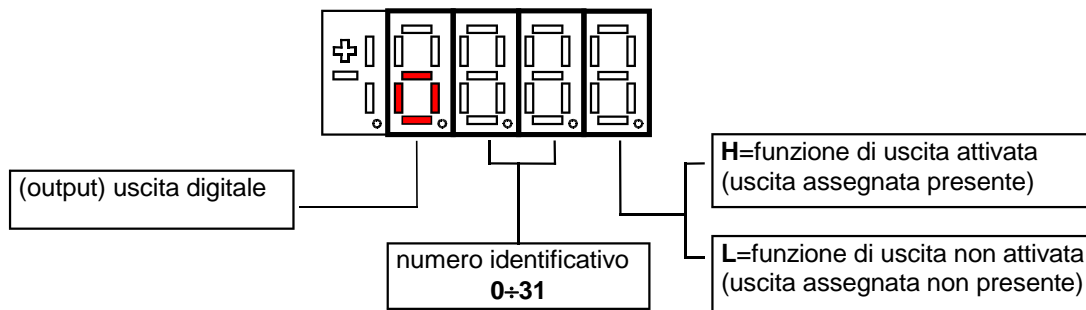 (output) uscita digitale
numero identificativo
0÷31
H=funzione di uscita attivata
(uscita assegnata presente)
L=funzione di uscita non attivata
(uscita assegnata non presente)